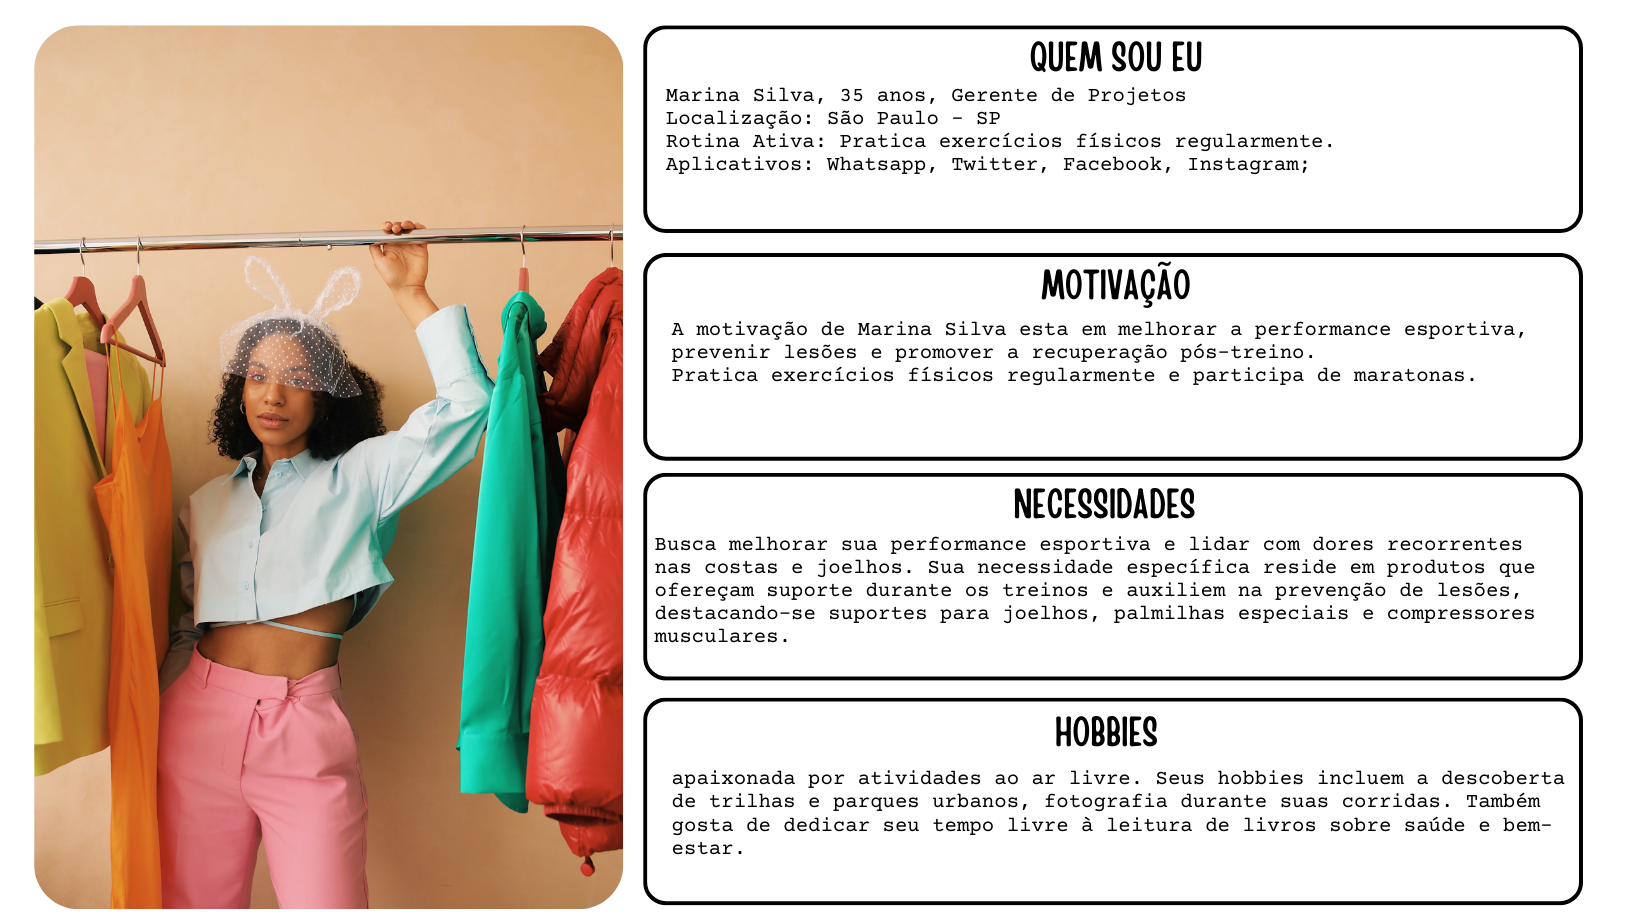 QUEM SOU EU
Marina Silva, 35 anos, Gerente de Projetos
Localização: São Paulo - SP
Rotina Ativa: Pratica exercícios físicos regularmente.
Aplicativos: Whatsapp, Twitter, Facebook, Instagram;
MOTIVAÇÃO
A motivação de Marina Silva esta em melhorar a performance esportiva,
prevenir lesões e promover a recuperação pós-treino.
Pratica exercícios físicos regularmente e participa de maratonas.
NECESSIDADES
Busca melhorar sua performance esportiva e lidar com dores recorrentes
nas costas e joelhos. Sua necessidade específica reside em produtos que
ofereçam suporte durante os treinos e auxiliem na prevenção de lesões,
destacando-se suportes para joelhos, palmilhas especiais e compressores
musculares.
HOBBIES
apaixonada por atividades ao ar livre. Seus hobbies incluem a descoberta
de trilhas e parques urbanos, fotografia durante suas corridas. Também
gosta de dedicar seu tempo livre à leitura de livros sobre saúde e bem-
estar.